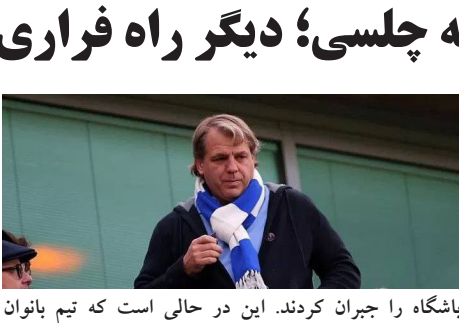 ه چلسی؛ دیگر راه فراری
باشگاه را جبران کردند. این در حالی است که تیم بانوان